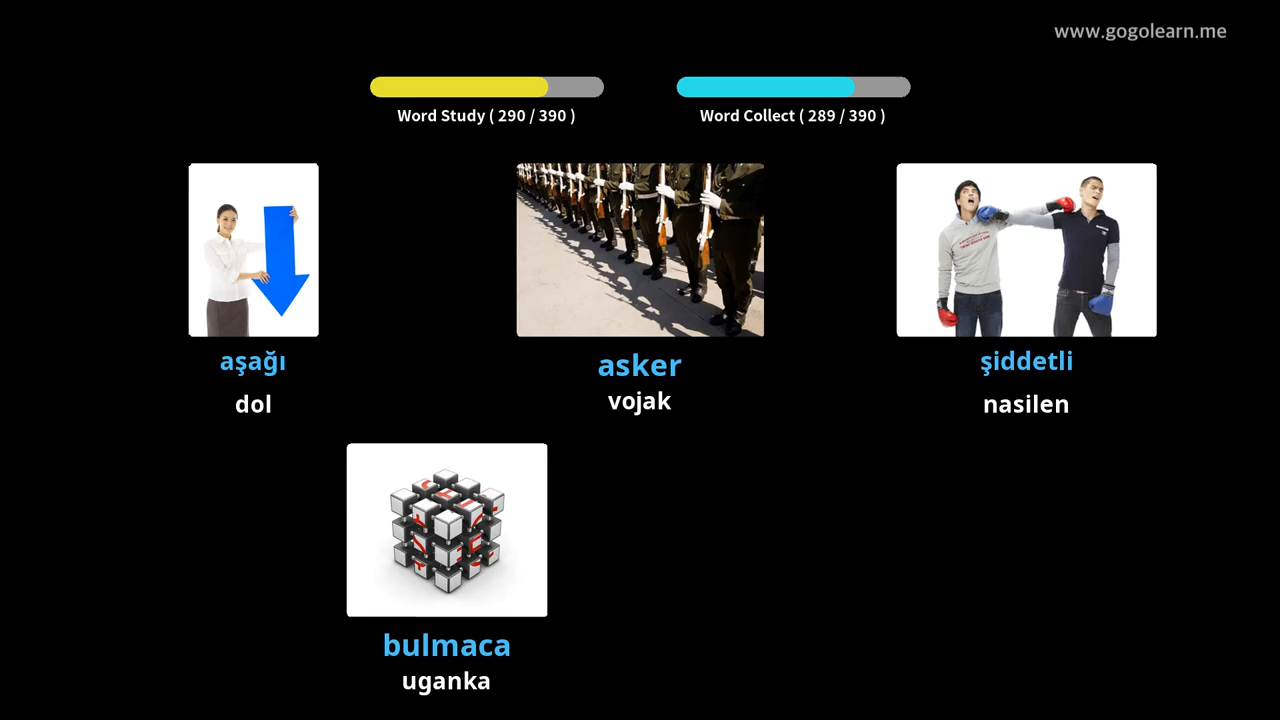 www.gogolearn.me
Word Study ( 290 / 390 )
Word Collect ( 289 / 390 )
aşağı
dol
asker
vojak
şiddetli
nasilen
bulmaca
uganka